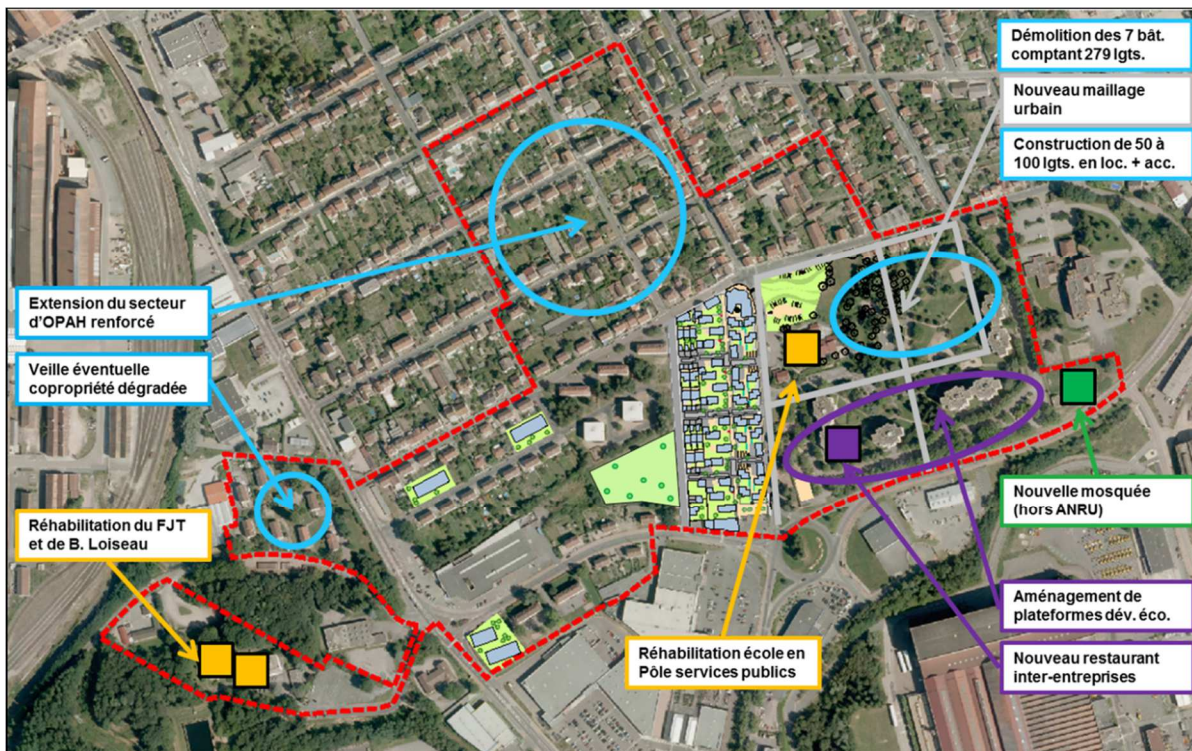 Démolition des 7 bât.
comptant 279 lgts.
Nouveau maillage
urbain
Construction de 50 à
100 lgts. en loc. + acc.
Extension du secteur
d'OPAH renforcé
Veille éventuelle
copropriété dégradée
Réhabilitation du FJT
et de B. Loiseau
Nouvelle mosquée
(hors ANRU)
Réhabilitation école en
Pôle services publics
Aménagement de
plateformes dév. éco.
Nouveau restaurant
inter-entreprises